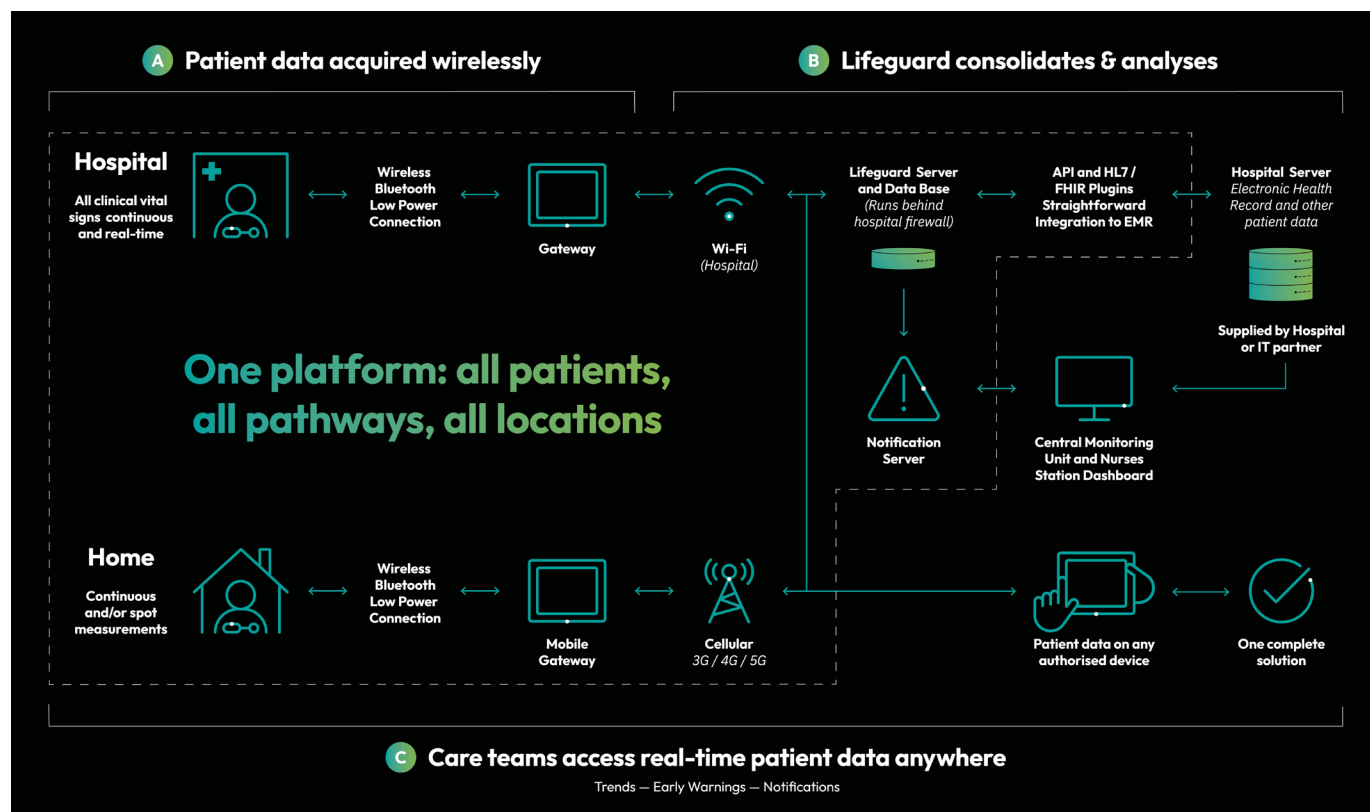 A Patient data acquired wirelessly
B Lifeguard consolidates & analyses
Hospital
All clinical vital
signs continuous
and real-time
Wireless
Bluetooth
Low Power
Connection
Gateway
Wi-Fi
(Hospital)
Lifeguard Server
and Data Base
(Runs behind
hospital firewall)
API and HL7 /
FHIR Plugins
Straightforward
Integration to EMR
Hospital Server
Electronic Health
Record and other
patient data
Supplied by Hospital
or IT partner
One platform: all patients,
all pathways, all locations
Notification
Server
Central Monitoring
Unit and Nurses
Station Dashboard
Home
Continuous
and/or spot
measurements
Wireless
Bluetooth
Low Power
Connection
Mobile
Gateway
Cellular
3G / 4G / 5G
Patient data on any
authorised device
One complete
solution
C Care teams access real-time patient data anywhere
Trends — Early Warnings — Notifications